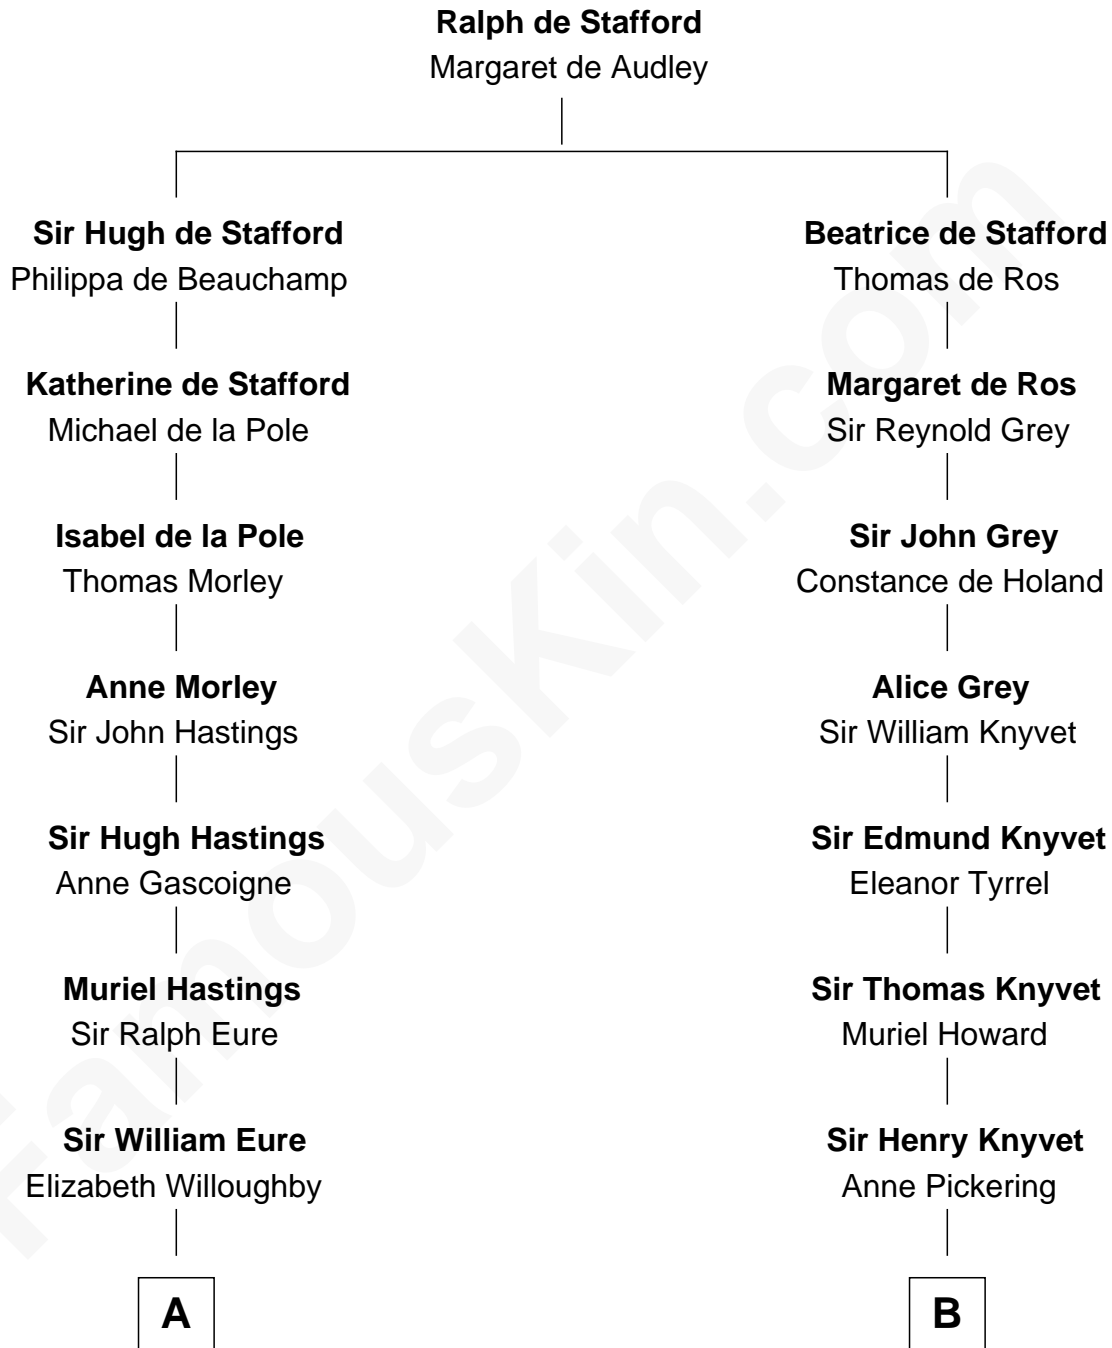 Ralph de Stafford
Margaret de Audley
Sir Hugh de Stafford
Philippa de Beauchamp
Katherine de Stafford
Michael de la Pole
Isabel de la Pole
Thomas Morley
Anne Morley
Sir John Hastings
Sir Hugh Hastings
Anne Gascoigne
Muriel Hastings
Sir Ralph Eure
Sir William Eure
Elizabeth Willoughby
A
Beatrice de Stafford
Thomas de Ros
Margaret de Ros
Sir Reynold Grey
Sir John Grey
Constance de Holand
Alice Grey
Sir William Knyvet
Sir Edmund Knyvet
Eleanor Tyrrel
Sir Thomas Knyvet
Muriel Howard
Sir Henry Knyvet
Anne Pickering
B
FamousKin.com